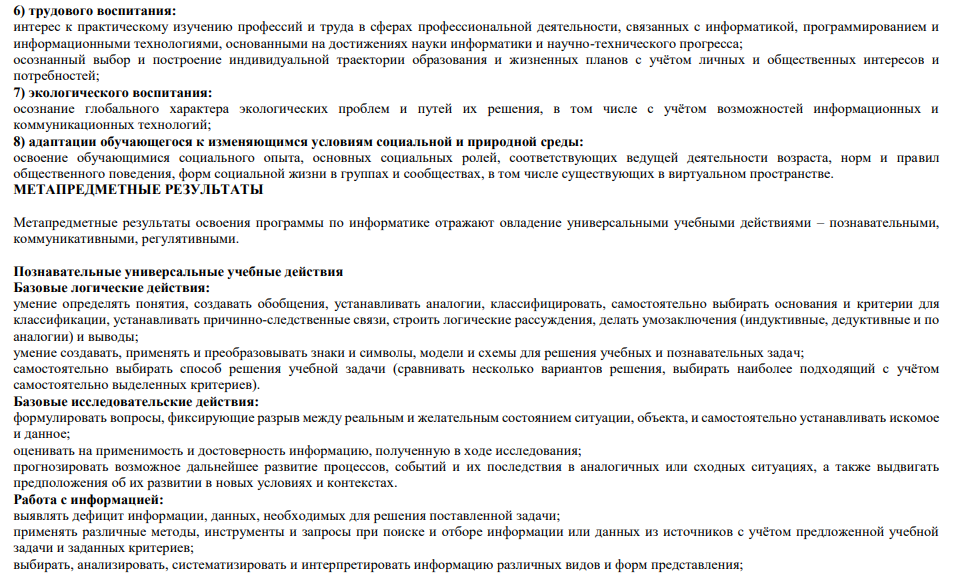 6) трудового воспитания:
интерес к практическому изучению профессий и труда в сферах профессиональной деятельности, связанных с информатикой, программированием и
информационными технологиями, основанными на достижениях науки информатики и научно-технического прогресса;
осознанный выбор и построение индивидуальной траектории образования и жизненных планов с учётом личных и общественных интересов и
потребностей;
7) экологического воспитания:
осознание глобального характера экологических проблем и путей их решения, в том числе с учётом возможностей информационных и
коммуникационных технологий;
8) адаптации обучающегося к изменяющимся условиям социальной и природной среды:
освоение обучающимися социального опыта, основных социальных ролей, соответствующих ведущей деятельности возраста, норм и правил
общественного поведения, форм социальной жизни в группах и сообществах, в том числе существующих в виртуальном пространстве.
МЕТАПРЕДМЕТНЫЕ РЕЗУЛЬТАТЫ
Метапредметные результаты освоения программы по информатике отражают овладение универсальными учебными действиями – познавательными,
коммуникативными, регулятивными.
Познавательные универсальные учебные действия
Базовые логические действия:
умение определять понятия, создавать обобщения, устанавливать аналогии, классифицировать, самостоятельно выбирать основания и критерии для
классификации, устанавливать причинно-следственные связи, строить логические рассуждения, делать умозаключения (индуктивные, дедуктивные и по
аналогии) и выводы;
умение создавать, применять и преобразовывать знаки и символы, модели и схемы для решения учебных и познавательных задач;
самостоятельно выбирать способ решения учебной задачи (сравнивать несколько вариантов решения, выбирать наиболее подходящий с учётом
самостоятельно выделенных критериев).
Базовые исследовательские действия:
формулировать вопросы, фиксирующие разрыв между реальным и желательным состоянием ситуации, объекта, и самостоятельно устанавливать искомое
и данное;
оценивать на применимость и достоверность информацию, полученную в ходе исследования;
прогнозировать возможное дальнейшее развитие процессов, событий и их последствия в аналогичных или сходных ситуациях, а также выдвигать
предположения об их развитии в новых условиях и контекстах.
Работа с информацией:
выявлять дефицит информации, данных, необходимых для решения поставленной задачи;
применять различные методы, инструменты и запросы при поиске и отборе информации или данных из источников с учётом предложенной учебной
задачи и заданных критериев;
выбирать, анализировать, систематизировать и интерпретировать информацию различных видов и форм представления;